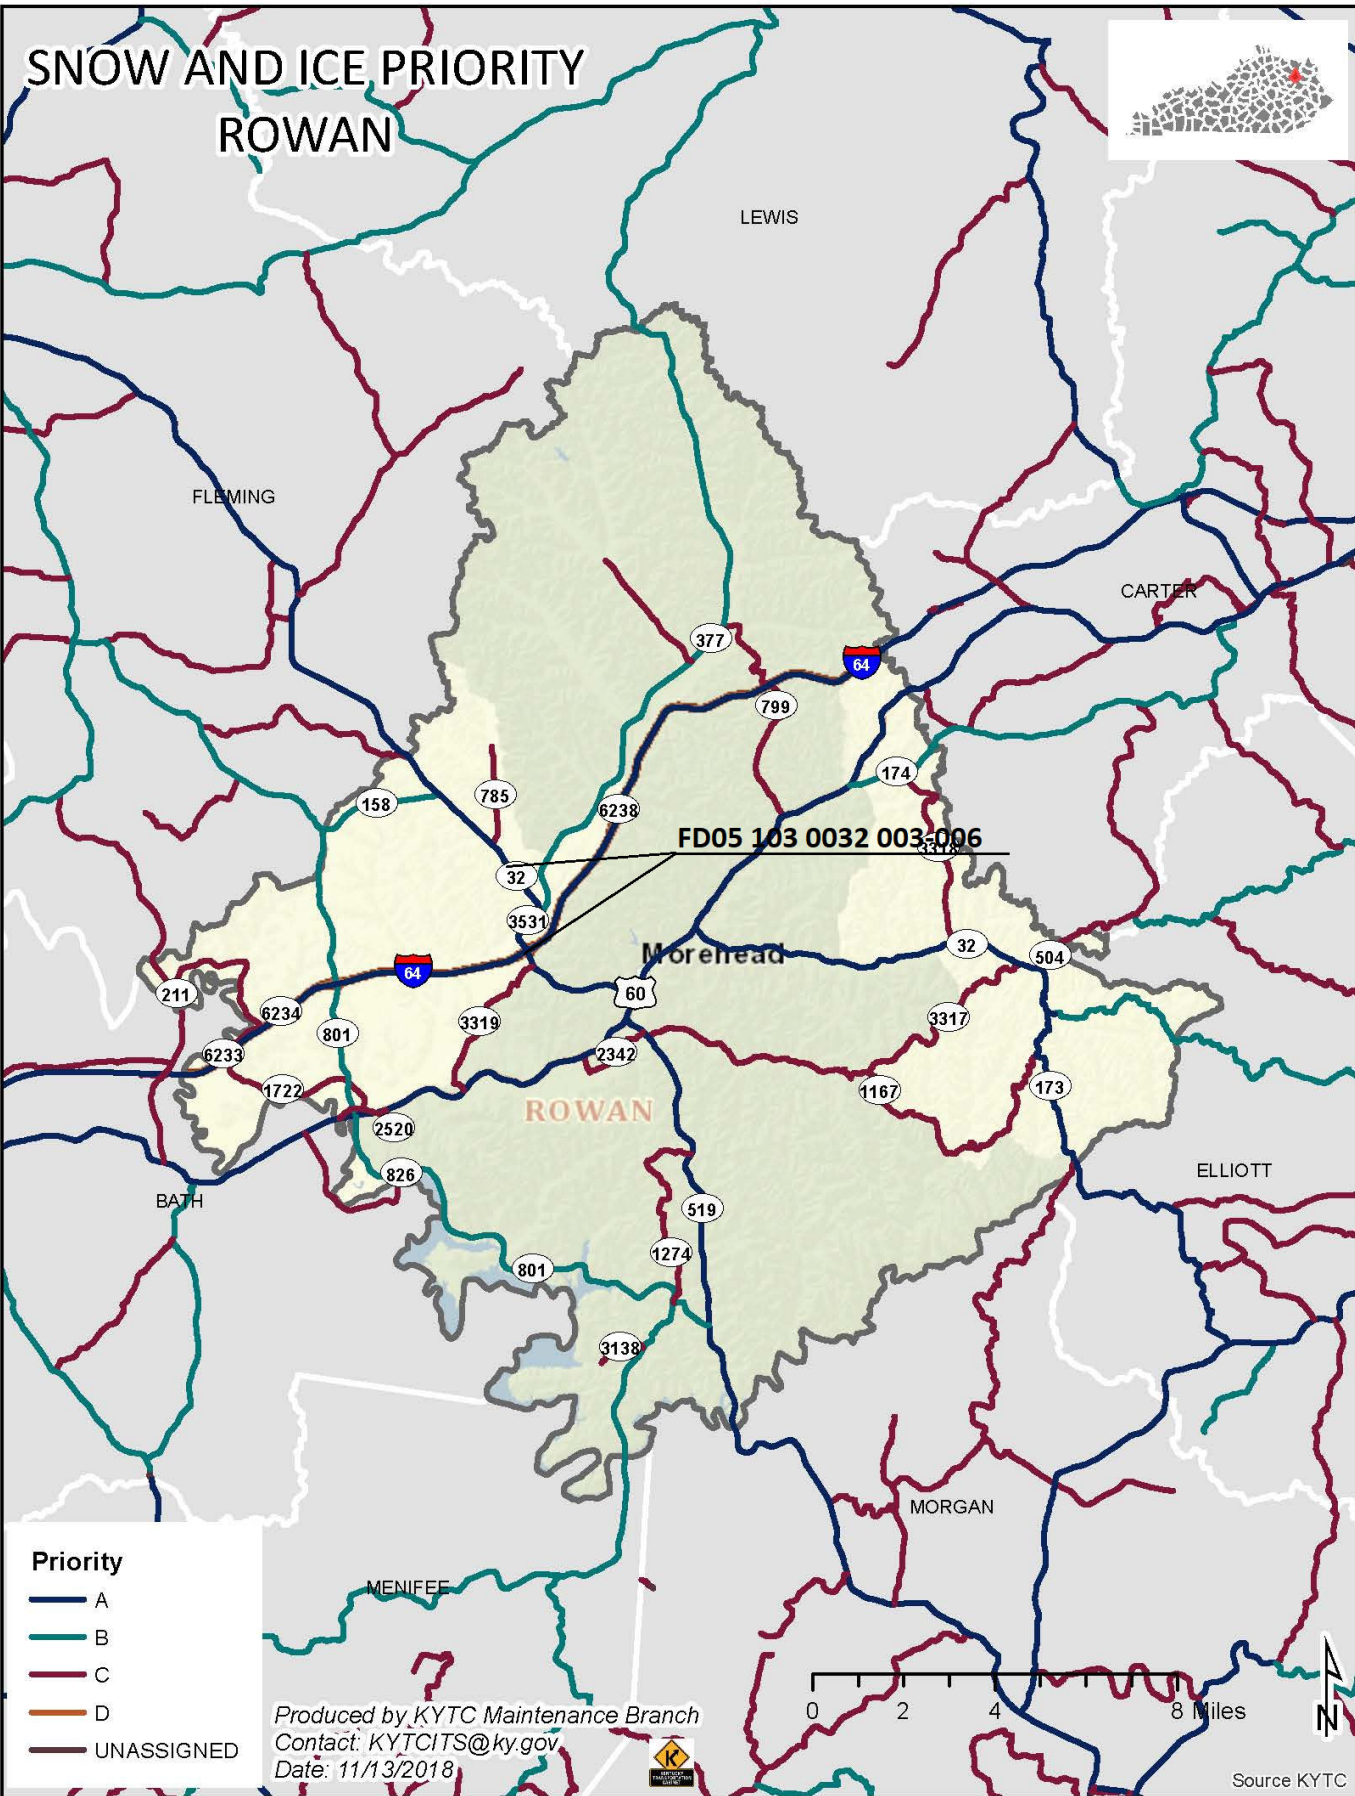 SNOW AND ICE PRIORITY
ROWAN
LEWIS
FLEMING
CARTER
377
64
799
174
158
785
6238
FD05 103 0032 003-006
3318
32
3531
Morehead
32
504
64
211
60
6234
801
3319
3317
6233
2342
1722
1167
173
ROWAN
2520
826
ELLIOTT
BATH
519
1274
801
3138
MORGAN
MENIFEE
Priority
A
B
C
D
UNASSIGNED
Produced by KYTC Maintenance Branch
Contact: KYTCITS@ky.gov
Date: 11/13/2018
0 2 4 8 Miles
N
Source KYTC